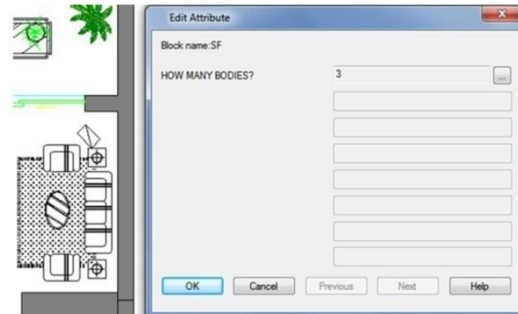 Edit Attribute
Block name:SF
HOW MANY BODIES?
3
...
OK
Cancel
Previous
Next
Help